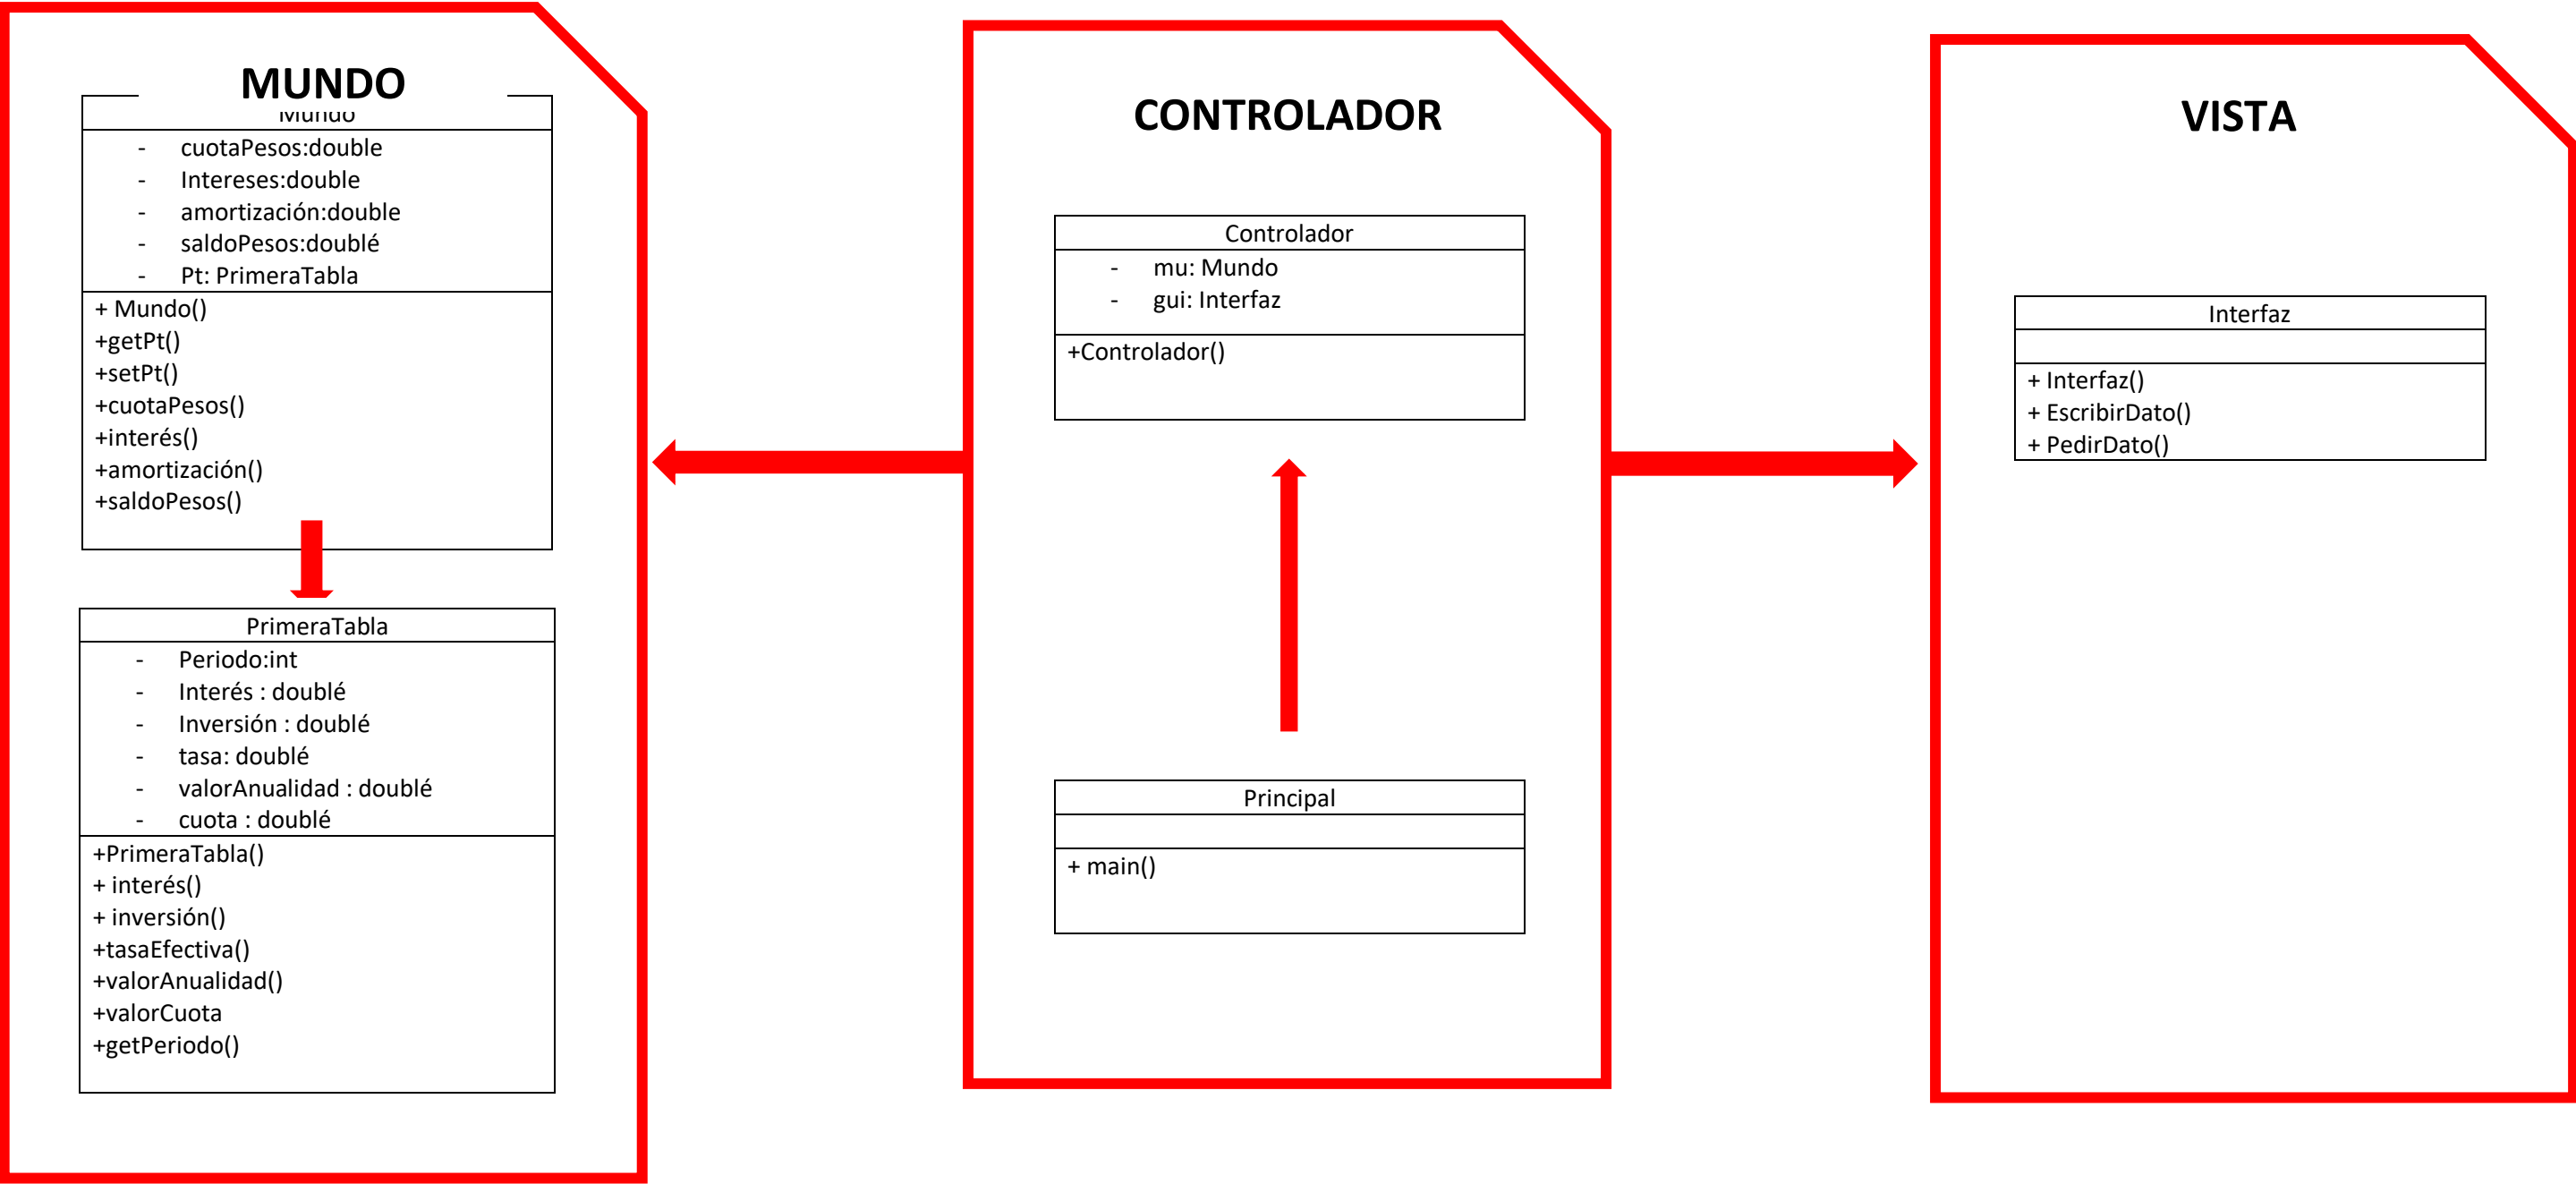 MUNDO
Mundo
- cuotaPesos:double
- Intereses:double
- amortización:double
- saldoPesos:doublé
- Pt: PrimeraTabla
+ Mundo()
+getPt()
+setPt()
+cuotaPesos()
+interés()
+amortización()
+saldoPesos()
PrimeraTabla
- Periodo:int
- Interés : doublé
- Inversión : doublé
- tasa: doublé
- valorAnualidad : doublé
- cuota : doublé
+PrimeraTabla()
+ interés()
+ inversión()
+tasaEfectiva()
+valorAnualidad()
+valorCuota
+getPeriodo()
CONTROLADOR
Controlador
- mu: Mundo
- gui: Interfaz
+Controlador()
Principal
+ main()
VISTA
Interfaz
+ Interfaz()
+ EscribirDato()
+ PedirDato()